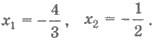 x₁ = −4/3, x₂ = −1/2.